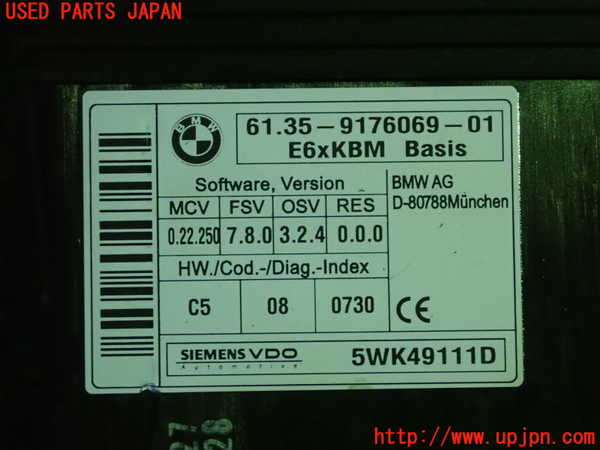 USED PARTS JAPAN
BMW
61.35-9176069-01
E6xKBM Basis
Software, Version
MCV FSV OSV RES
0.22.250 7.8.0 3.2.4 0.0.0
HW./Cod.-/Diag.-Index
C5 08 0730
BMW AG
D-80788München
CE
SIEMENS VDO
Automotive
5WK49111D
27
26
http://www.upjpn.com/